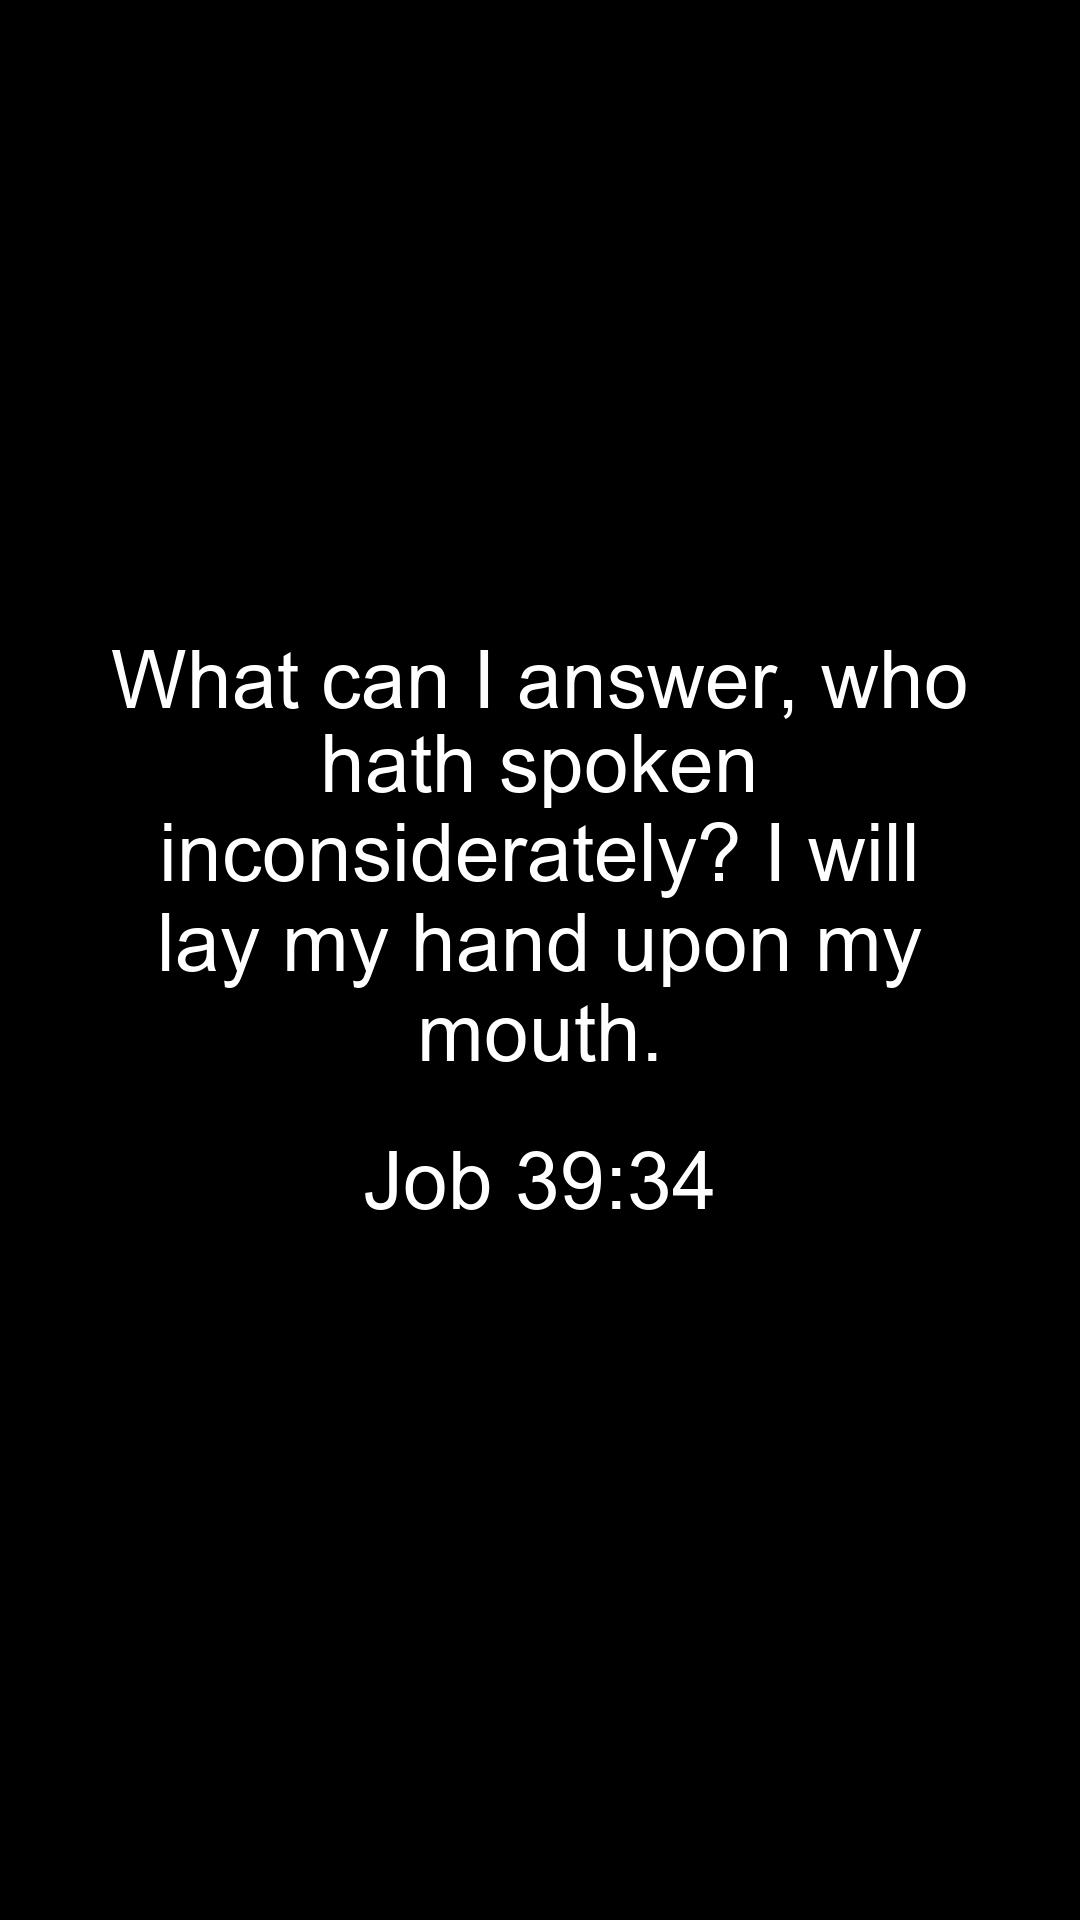 What can I answer, who
hath spoken
inconsiderately? I will
lay my hand upon my
mouth.
Job 39:34